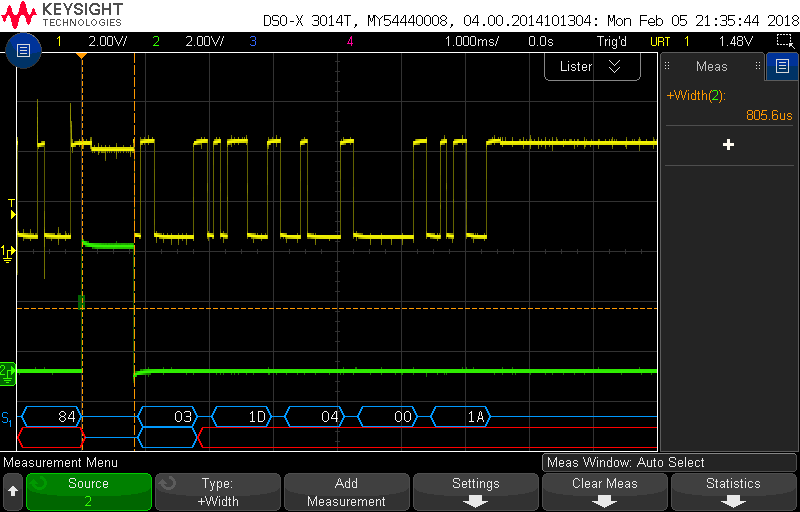 KEYSIGHT
TECHNOLOGIES
DSO-X 3014T, MY54440008, 04.00.2014101304: Mon Feb 05 21:35:44 2018
1 2.00V/ 2 2.00V/ 3 4 1.000ms/ 0.0s Trig'd URT 1 1.48V
Lister
Meas
+Width(2):
805.6us
+
T
1
2
S1 84 03 1D 04 00 1A
Measurement Menu
Meas Window: Auto Select
Source
2
Type:
+Width
Add
Measurement
Settings
Clear Meas
Statistics